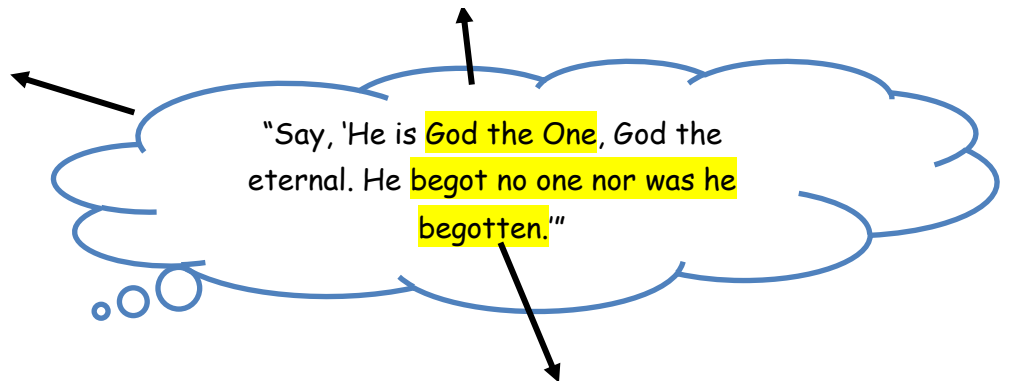 “Say, ‘He is God the One, God the
eternal. He begot no one nor was he
begotten.’”